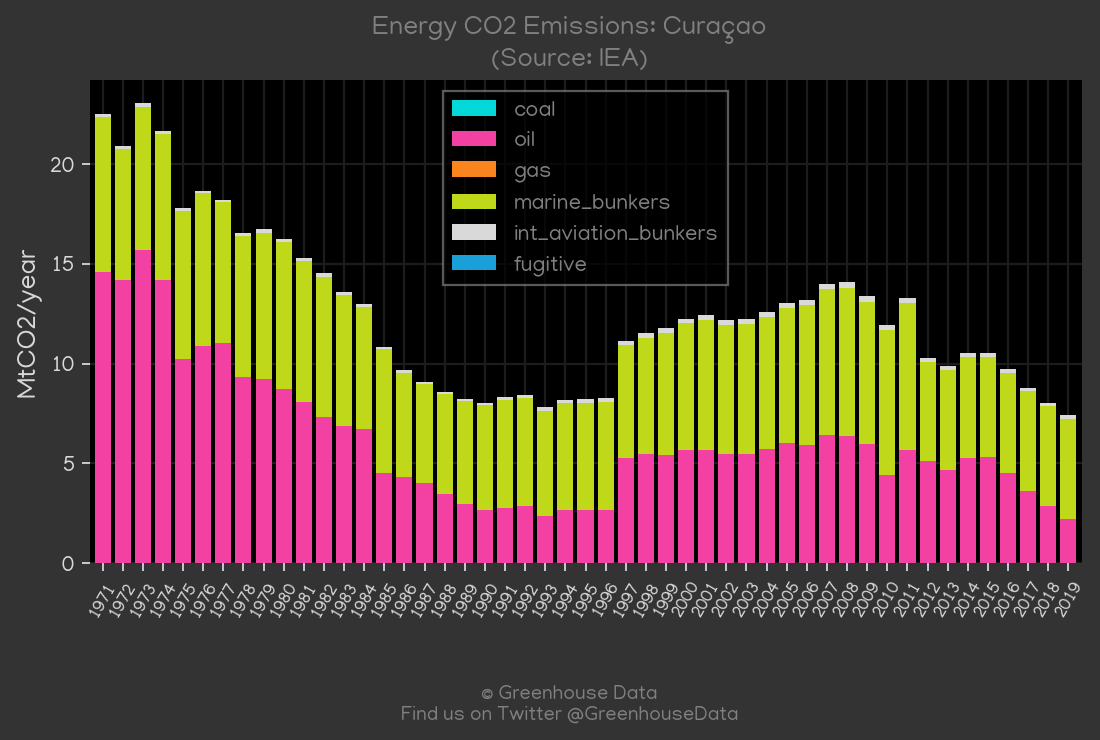 Energy CO2 Emissions: Curaçao
(Source: IEA)
coal
oil
gas
marine_bunkers
int_aviation_bunkers
fugitive
MtCO2/year
20
15
10
5
0
1971 1972 1973 1974 1975 1976 1977 1978 1979 1980 1981 1982 1983 1984 1985 1986 1987 1988 1989 1990 1991 1992 1993 1994 1995 1996 1997 1998 1999 2000 2001 2002 2003 2004 2005 2006 2007 2008 2009 2010 2011 2012 2013 2014 2015 2016 2017 2018 2019
© Greenhouse Data
Find us on Twitter @GreenhouseData